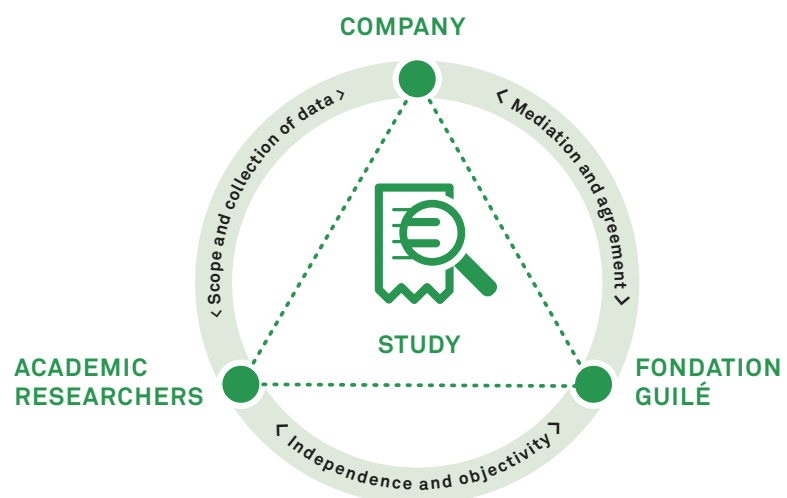 COMPANY
< Scope and collection of data >
< Mediation and agreement >
STUDY
ACADEMIC
RESEARCHERS
FONDATION
GUILÉ
< Independence and objectivity >